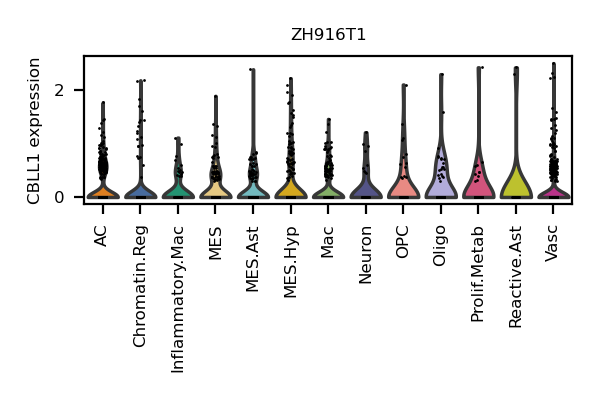 ZH916T1
CBLL1 expression
2
0
AC
Chromatin.Reg
Inflammatory.Mac
MES
MES.Ast
MES.Hyp
Mac
Neuron
OPC
Oligo
Prolif.Metab
Reactive.Ast
Vasc